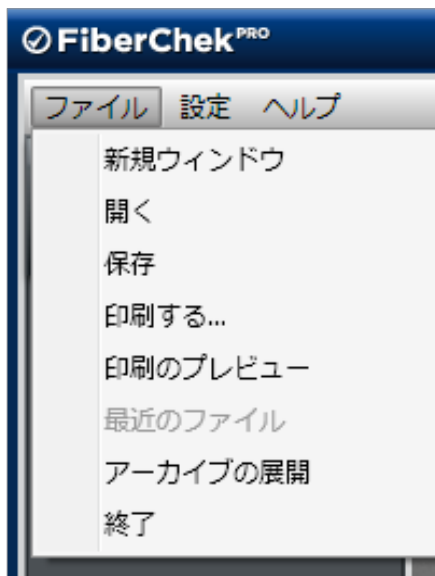 FiberChek PRO
ファイル 設定 ヘルプ
新規ウィンドウ
開く
保存
印刷する...
印刷のプレビュー
最近のファイル
アーカイブの展開
終了